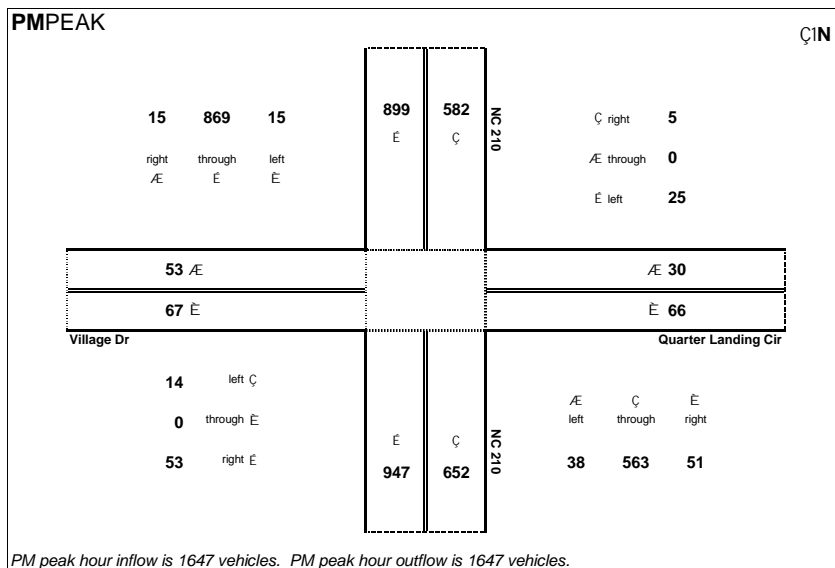 PMPEAK
Ç1N
15 869 15
right through left
Æ É È
899 582
É Ç
NC 210
Ç right 5
Æ through 0
É left 25
53 Æ
Æ 30
67 È
È 66
Village Dr
Quarter Landing Cir
14 left Ç
0 through È
53 right É
É Ç
947 652
NC 210
Æ Ç È
left through right
38 563 51
PM peak hour inflow is 1647 vehicles. PM peak hour outflow is 1647 vehicles.